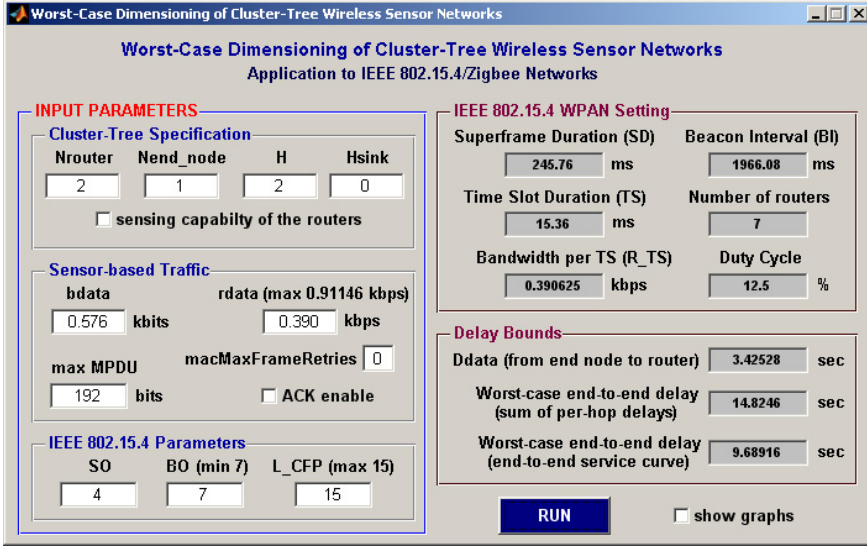 Worst-Case Dimensioning of Cluster-Tree Wireless Sensor Networks
Worst-Case Dimensioning of Cluster-Tree Wireless Sensor Networks
Application to IEEE 802.15.4/Zigbee Networks
INPUT PARAMETERS
Cluster-Tree Specification
Nrouter Nend_node H Hsink
2 1 2 0
sensing capabilty of the routers
Sensor-based Traffic
bdata rdata (max 0.91146 kbps)
0.576 kbits 0.390 kbps
max MPDU macMaxFrameRetries 0
192 bits ACK enable
IEEE 802.15.4 Parameters
SO BO (min 7) L_CFP (max 15)
4 7 15
IEEE 802.15.4 WPAN Setting
Superframe Duration (SD) Beacon Interval (BI)
245.76 ms 1966.08 ms
Time Slot Duration (TS) Number of routers
15.36 ms 7
Bandwidth per TS (R_TS) Duty Cycle
0.390625 kbps 12.5 %
Delay Bounds
Ddata (from end node to router) 3.42528 sec
Worst-case end-to-end delay
(sum of per-hop delays) 14.8246 sec
Worst-case end-to-end delay
(end-to-end service curve) 9.68916 sec
RUN show graphs